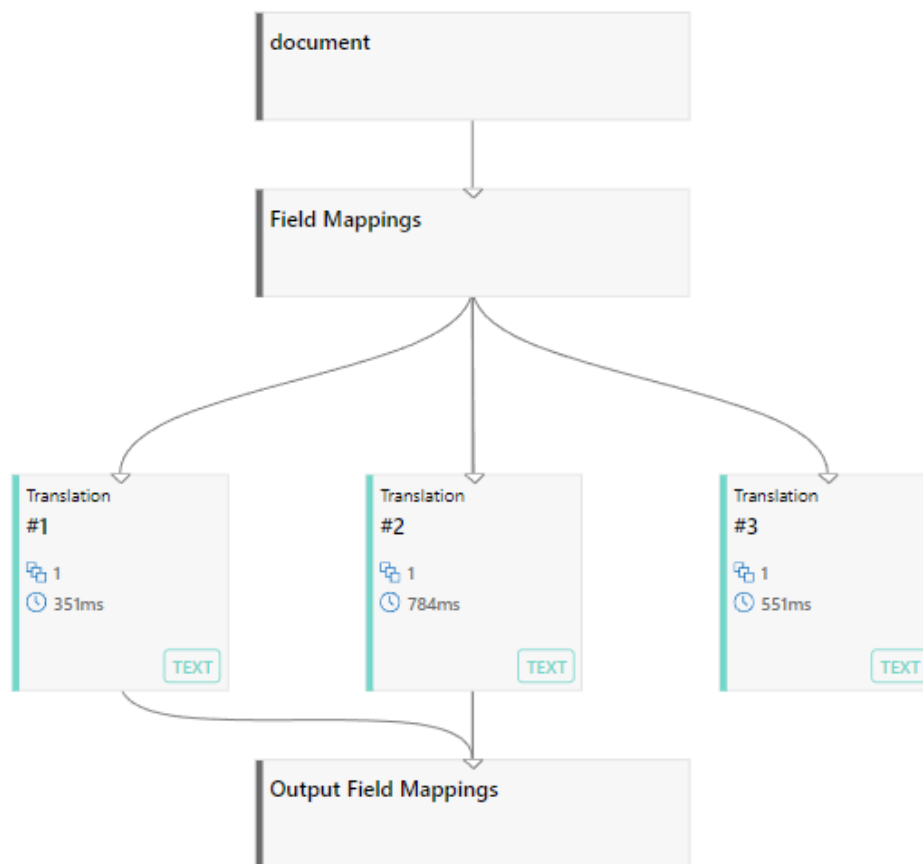 document
Field Mappings
Translation
#1
1
351ms
TEXT
Translation
#2
1
784ms
TEXT
Translation
#3
1
551ms
TEXT
Output Field Mappings